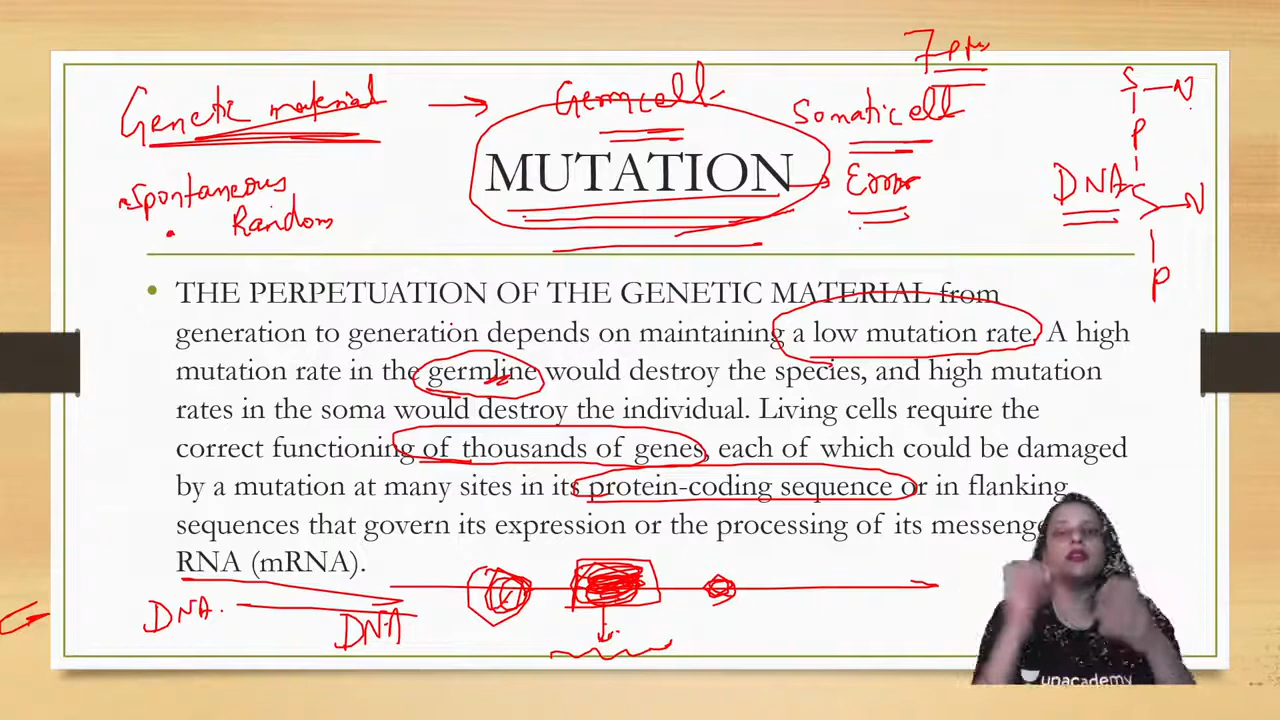 7
Genetic material → Germcell
Somatic cell
S - N
P
MUTATION
Error
DNA
S - N
P
Spontaneous
Random
• THE PERPETUATION OF THE GENETIC MATERIAL from
generation to generation depends on maintaining a low mutation rate. A high
mutation rate in the germline would destroy the species, and high mutation
rates in the soma would destroy the individual. Living cells require the
correct functioning of thousands of genes, each of which could be damaged
by a mutation at many sites in its protein-coding sequence or in flanking
sequences that govern its expression or the processing of its messenge
RNA (mRNA).
DNA.
DNA
unacademy